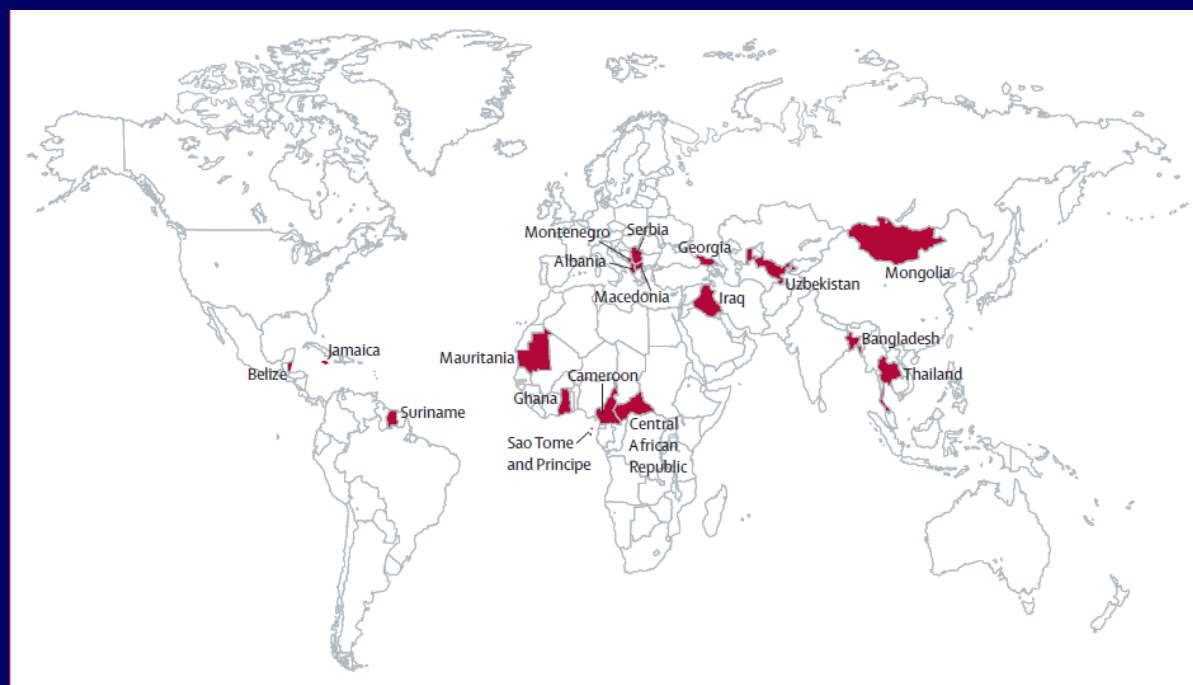 Montenegro
Serbia
Georgia
Albania
Mongolia
Uzbekistan
Macedonia
Iraq
Bangladesh
Jamaica
Mauritania
Belize
Cameroon
Thailand
Ghana
Suriname
Central
African
Republic
Sao Tome
and Principe